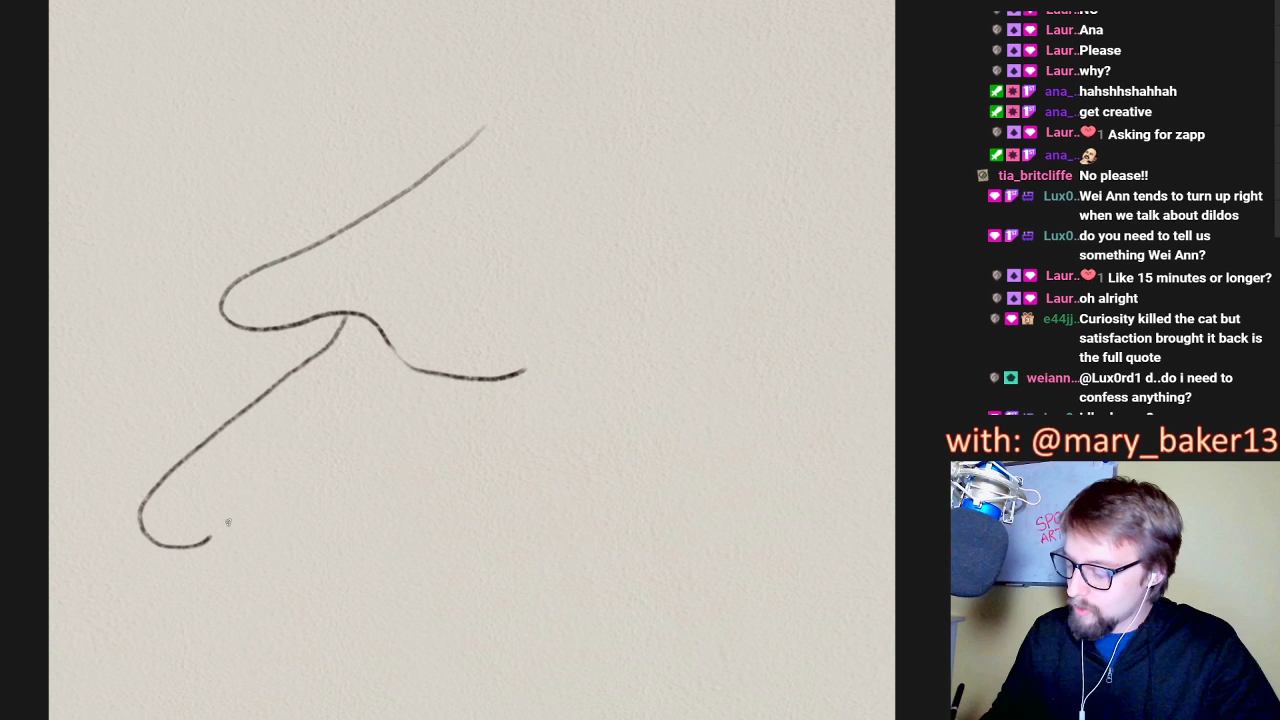 Laur..Ana
Laur..Please
Laur..why?
ana_..hahshhshahhah
ana_..get creative
Laur.. 1 Asking for zapp
ana_..
tia_britcliffe No please!!
Lux0..Wei Ann tends to turn up right
when we talk about dildos
Lux0..do you need to tell us
something Wei Ann?
Laur.. 1 Like 15 minutes or longer?
Laur..oh alright
e44jj..Curiosity killed the cat but
satisfaction brought it back is
the full quote
weiann...@Lux0rd1 d..do i need to
confess anything?
with: @mary_baker13